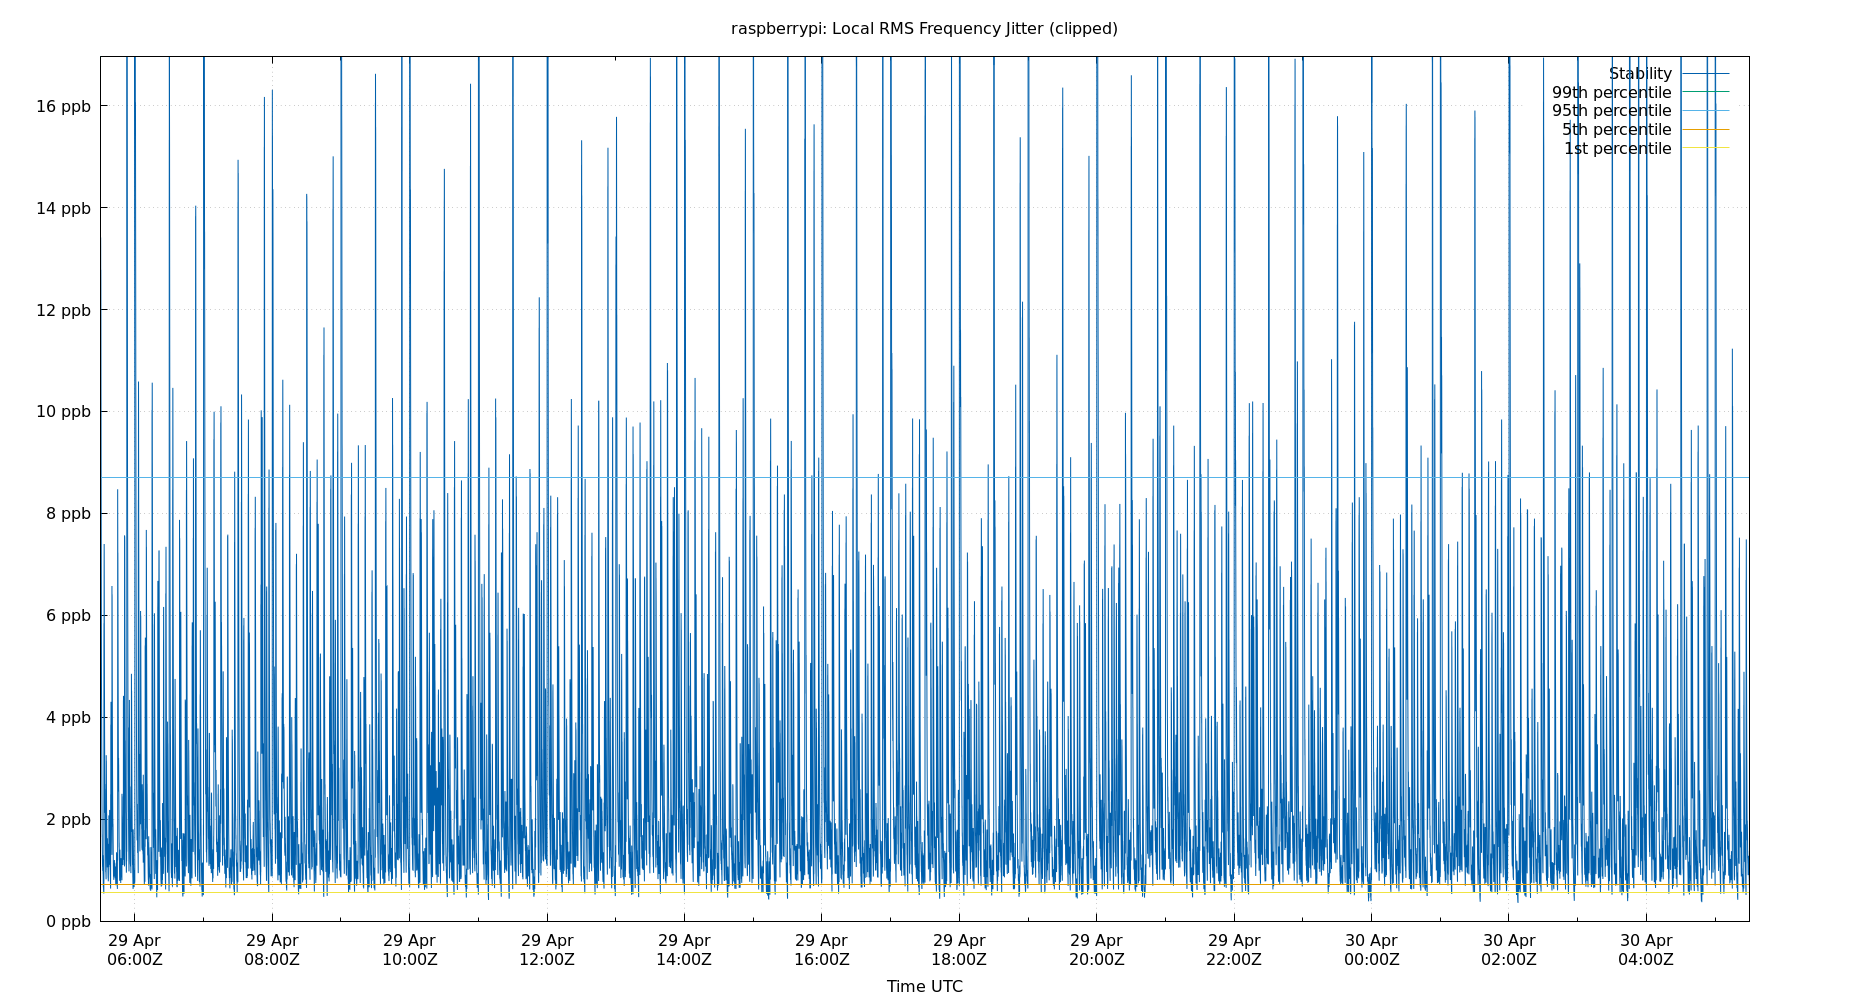 raspberrypi: Local RMS Frequency Jitter (clipped)
Stability
99th percentile
95th percentile
5th percentile
1st percentile
16 ppb
14 ppb
12 ppb
10 ppb
8 ppb
6 ppb
4 ppb
2 ppb
0 ppb
29 Apr 29 Apr 29 Apr 29 Apr 29 Apr 29 Apr 29 Apr 29 Apr 29 Apr 30 Apr 30 Apr 30 Apr
06:00Z 08:00Z 10:00Z 12:00Z 14:00Z 16:00Z 18:00Z 20:00Z 22:00Z 00:00Z 02:00Z 04:00Z
Time UTC